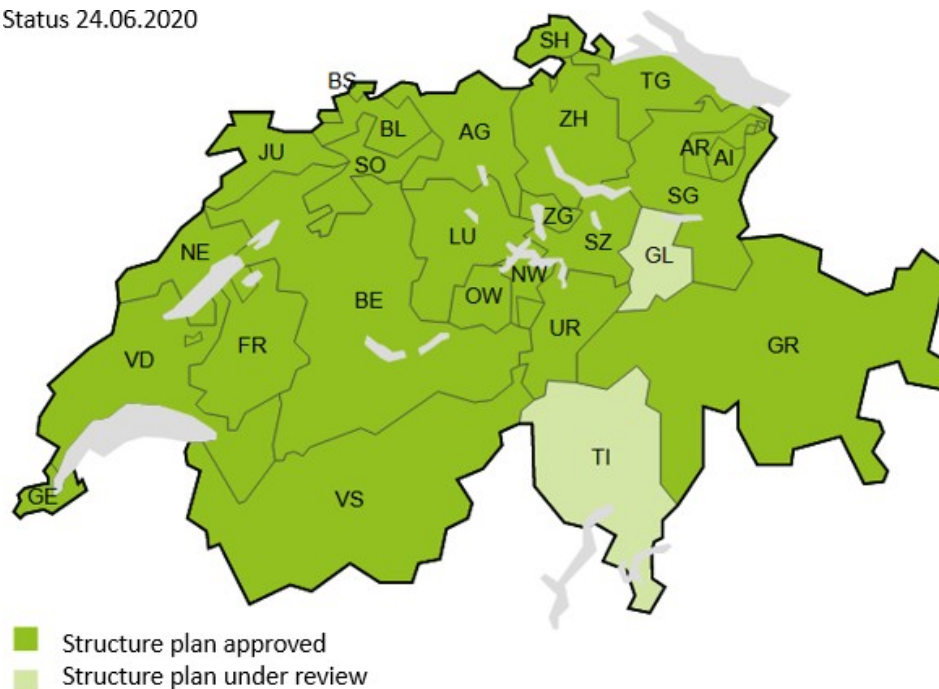 Status 24.06.2020
SH
BS
TG
BL
AG
ZH
JU
SO
AR
AI
SG
ZG
LU
SZ
NE
GL
NW
OW
BE
UR
FR
GR
VD
TI
GE
VS
Structure plan approved
Structure plan under review